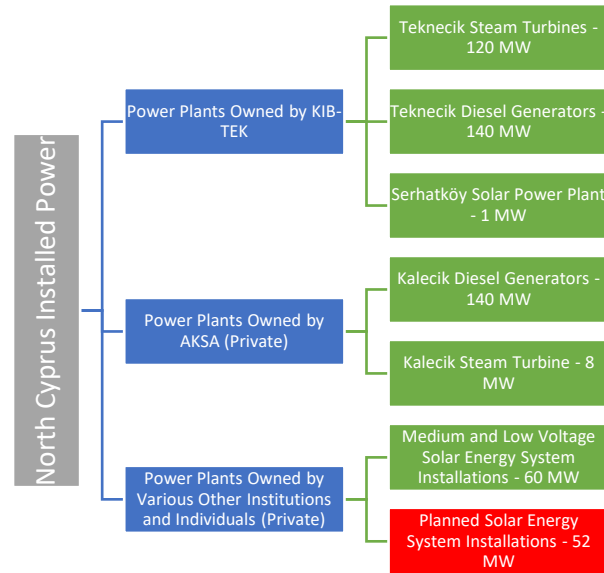 North Cyprus Installed Power
Power Plants Owned by KIB-
TEK
Teknecik Steam Turbines -
120 MW
Teknecik Diesel Generators -
140 MW
Serhatköy Solar Power Plant
- 1 MW
Power Plants Owned by
AKSA (Private)
Kalecik Diesel Generators -
140 MW
Kalecik Steam Turbine - 8
MW
Power Plants Owned by
Various Other Institutions
and Individuals (Private)
Medium and Low Voltage
Solar Energy System
Installations - 60 MW
Planned Solar Energy
System Installations - 52
MW